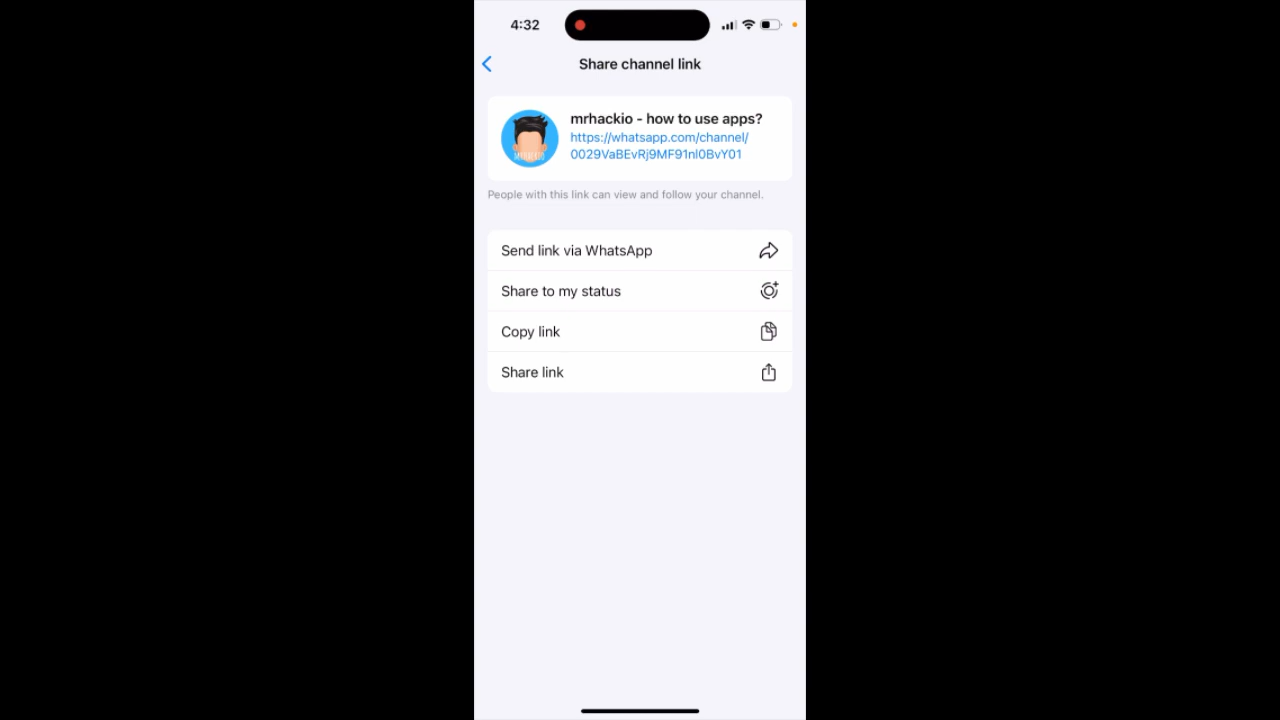 4:32
Share channel link
mrhackio - how to use apps?
https://whatsapp.com/channel/
0029VaBEvRj9MF91nl0BvY01
People with this link can view and follow your channel.
Send link via WhatsApp
Share to my status
Copy link
Share link